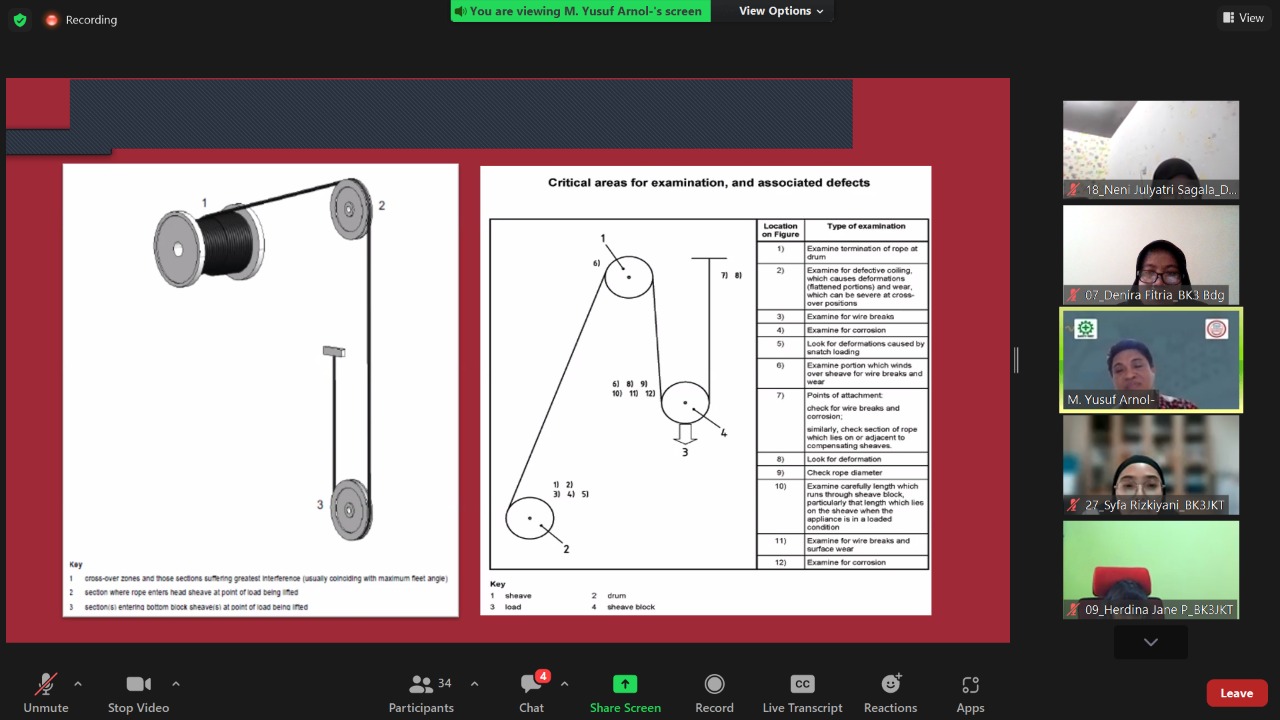 Recording
You are viewing M. Yusuf Arnol-'s screen
View Options
View
1
2
3
Key
1 cross-over zones and those sections suffering greatest interference (usually coinciding with maximum fleet angle)
2 section where rope enters head sheave at point of load being lifted
3 section(s) entering bottom block sheave(s) at point of load being lifted
Critical areas for examination, and associated defects
1
6)
7) 8)
6) 8) 9)
10) 11) 12)
4
3
1) 2)
3) 4) 5)
2
Location
on Figure
Type of examination
1)
Examine termination of rope at
drum
2)
Examine for defective coiling,
which causes deformations
(flattened portions) and wear,
which can be severe at cross-
over positions
3)
Examine for wire breaks
4)
Examine for corrosion
5)
Look for deformations caused by
snatch loading
6)
Examine portion which winds
over sheave for wire breaks and
wear
7)
Points of attachment:
check for wire breaks and
corrosion;
similarly, check section of rope
which lies on or adjacent to
compensating sheaves.
8)
Look for deformation
9)
Check rope diameter
10)
Examine carefully length which
runs through sheave block,
particularly that length which lies
on the sheave when the
appliance is in a loaded
condition
11)
Examine for wire breaks and
surface wear
12)
Examine for corrosion
Key
1 sheave 2 drum
3 load 4 sheave block
18_Neni Julyatri Sagala_D...
07_Denira Fitria_BK3 Bdg
M. Yusuf Arnol-
27_Syfa Rizkiyani_BK3JKT
09_Herdina Jane P_BK3JKT
Unmute
Stop Video
34
Participants
4
Chat
Share Screen
Record
CC
Live Transcript
Reactions
Apps
Leave